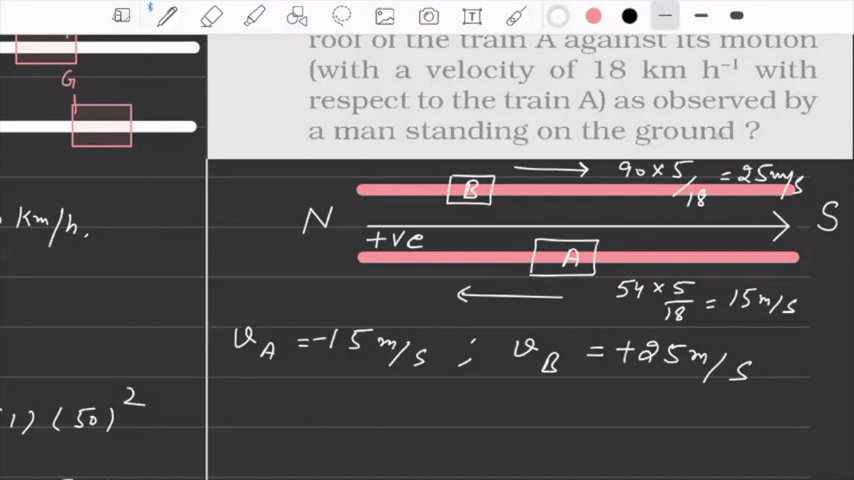 roof of the train A against its motion
(with a velocity of 18 km h⁻¹ with
respect to the train A) as observed by
a man standing on the ground ?
G
km/h.
1) (50)²
B
90 × 5/18 = 25 m/s
N
S
+ve
A
54 × 5/18 = 15 m/s
v_A = -15 m/s ; v_B = +25 m/s